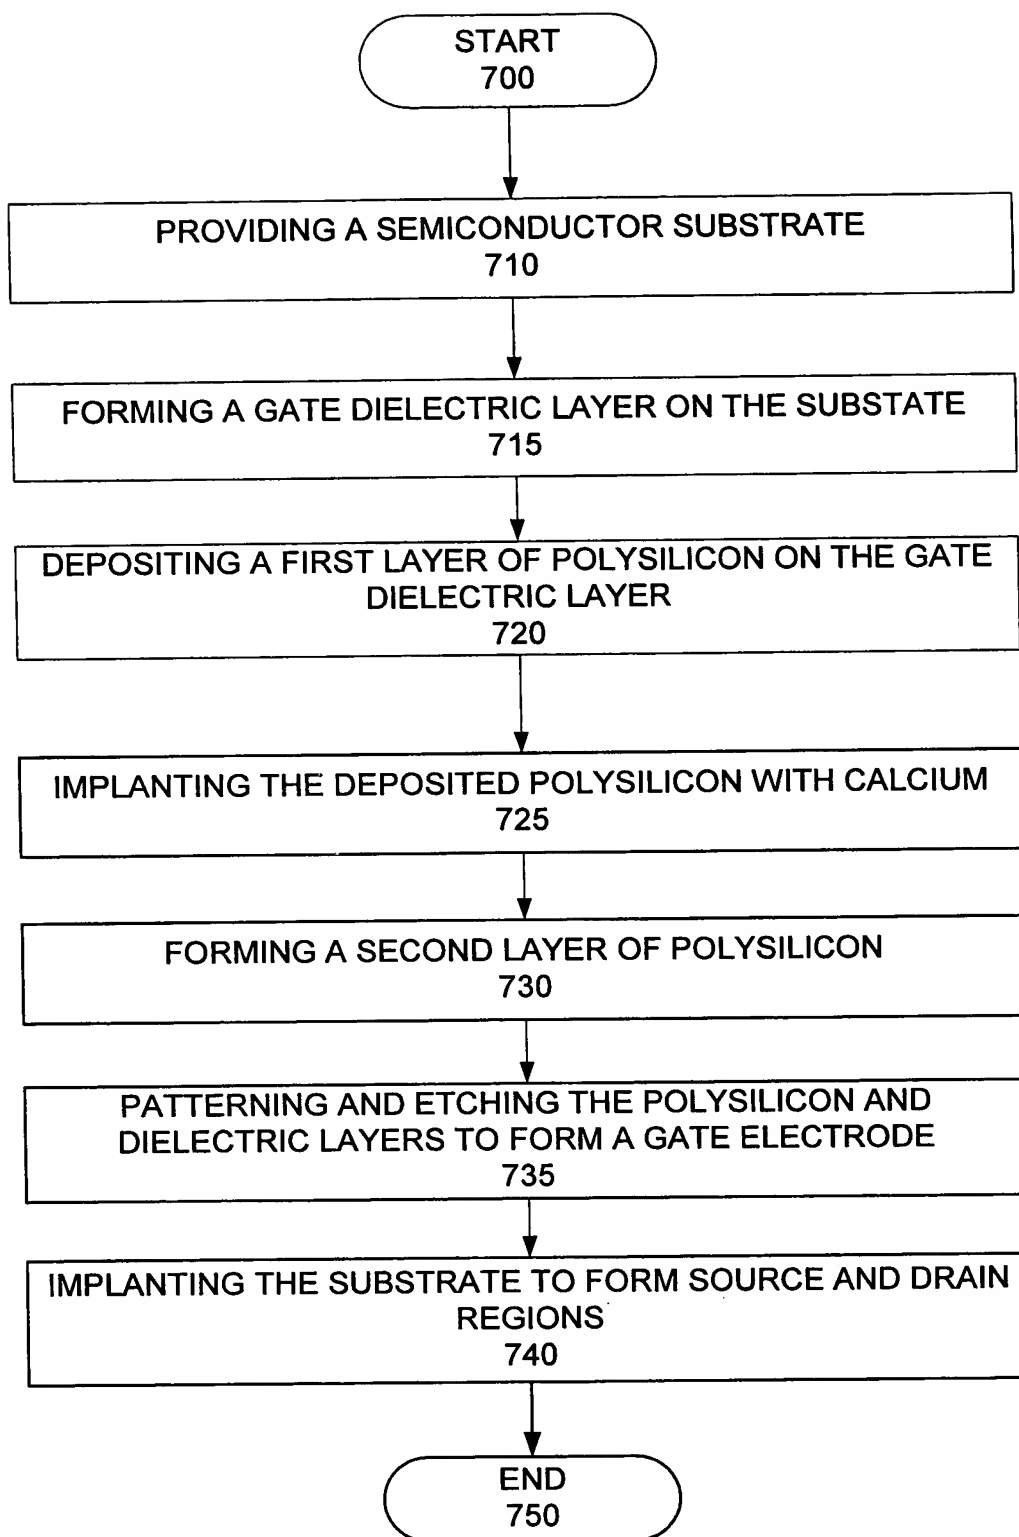 START
700
PROVIDING A SEMICONDUCTOR SUBSTRATE
710
FORMING A GATE DIELECTRIC LAYER ON THE SUBSTATE
715
DEPOSITING A FIRST LAYER OF POLYSILICON ON THE GATE
DIELECTRIC LAYER
720
IMPLANTING THE DEPOSITED POLYSILICON WITH CALCIUM
725
FORMING A SECOND LAYER OF POLYSILICON
730
PATTERNING AND ETCHING THE POLYSILICON AND
DIELECTRIC LAYERS TO FORM A GATE ELECTRODE
735
IMPLANTING THE SUBSTRATE TO FORM SOURCE AND DRAIN
REGIONS
740
END
750